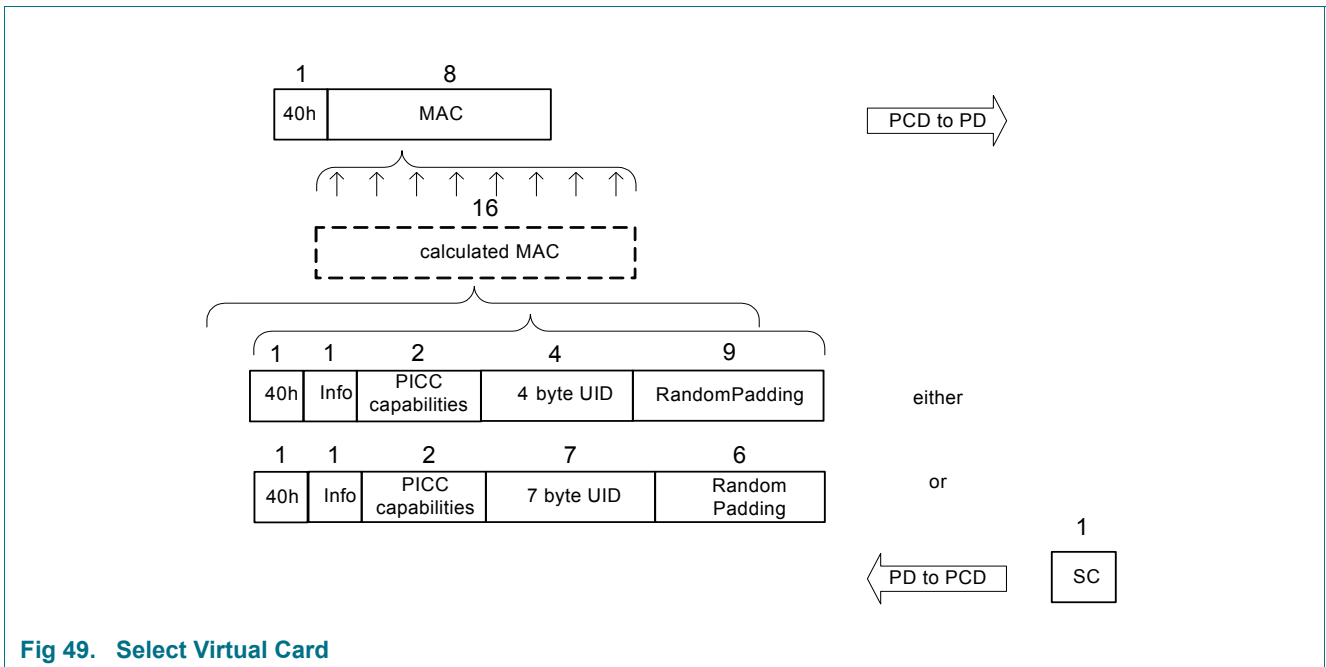 1 8
40h MAC
PCD to PD
16
calculated MAC
1 1 2 4 9
40h Info PICC capabilities 4 byte UID RandomPadding either
1 1 2 7 6
40h Info PICC capabilities 7 byte UID Random Padding or
1
PD to PCD SC
Fig 49. Select Virtual Card